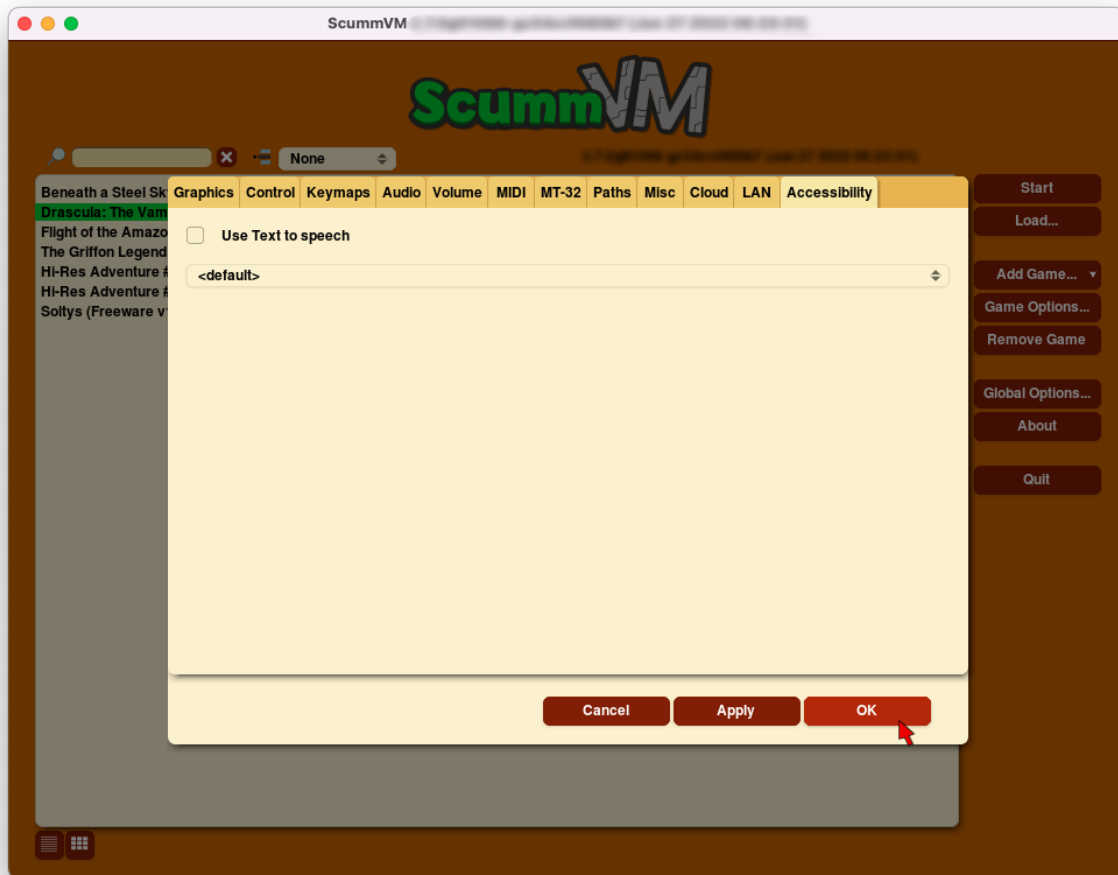 ScummVM
ScummVM
None
Beneath a Steel Sk
Drascula: The Vam
Flight of the Amazo
The Griffon Legend
Hi-Res Adventure #
Hi-Res Adventure #
Soltys (Freeware v
Graphics Control Keymaps Audio Volume MIDI MT-32 Paths Misc Cloud LAN Accessibility
Use Text to speech
<default>
Cancel Apply OK
Start
Load...
Add Game...
Game Options...
Remove Game
Global Options...
About
Quit